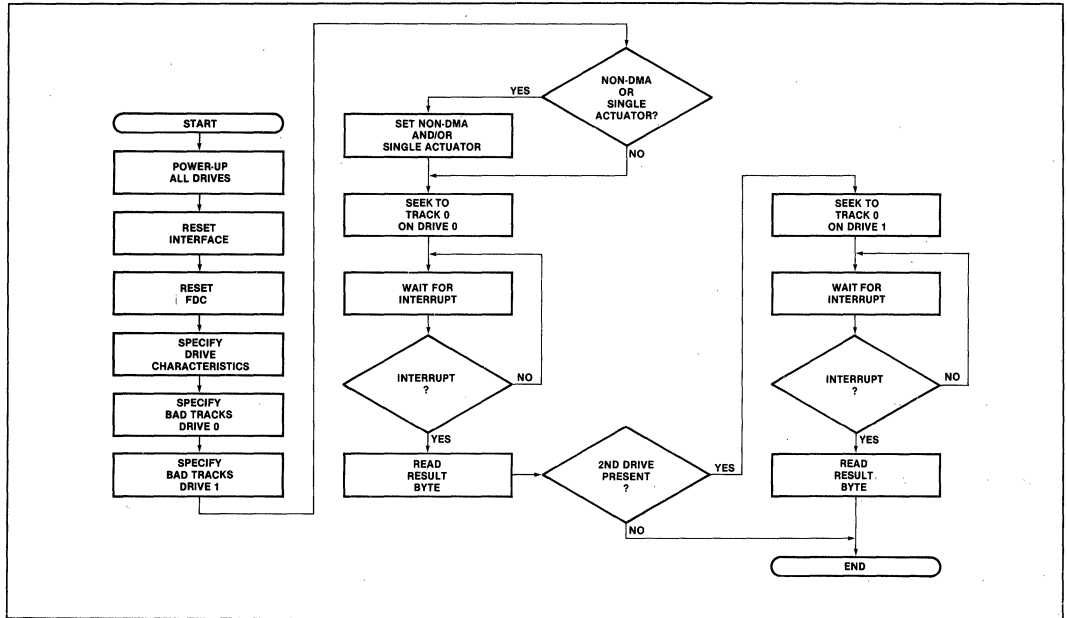 START
POWER-UP
ALL DRIVES
RESET
INTERFACE
RESET
FDC
SPECIFY
DRIVE
CHARACTERISTICS
SPECIFY
BAD TRACKS
DRIVE 0
SPECIFY
BAD TRACKS
DRIVE 1
NON-DMA
OR
SINGLE
ACTUATOR?
YES
NO
SET NON-DMA
AND/OR
SINGLE ACTUATOR
SEEK TO
TRACK 0
ON DRIVE 0
WAIT FOR
INTERRUPT
INTERRUPT
?
NO
YES
READ
RESULT
BYTE
2ND DRIVE
PRESENT
?
YES
NO
SEEK TO
TRACK 0
ON DRIVE 1
WAIT FOR
INTERRUPT
INTERRUPT
?
NO
YES
READ
RESULT
BYTE
END